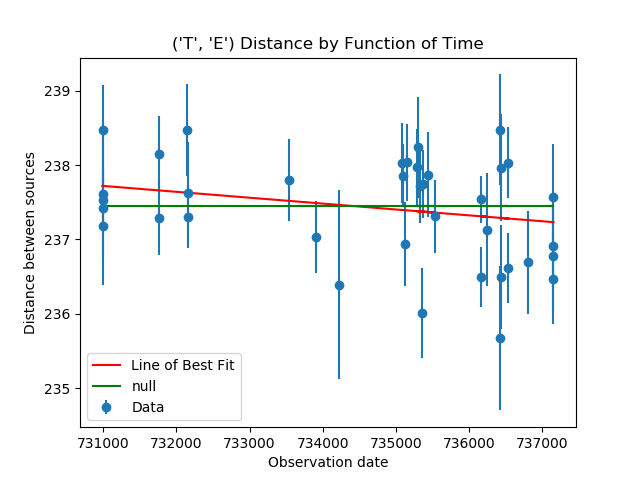 ('T', 'E') Distance by Function of Time
Distance between sources
239
238
237
236
235
Line of Best Fit
null
Data
731000 732000 733000 734000 735000 736000 737000
Observation date